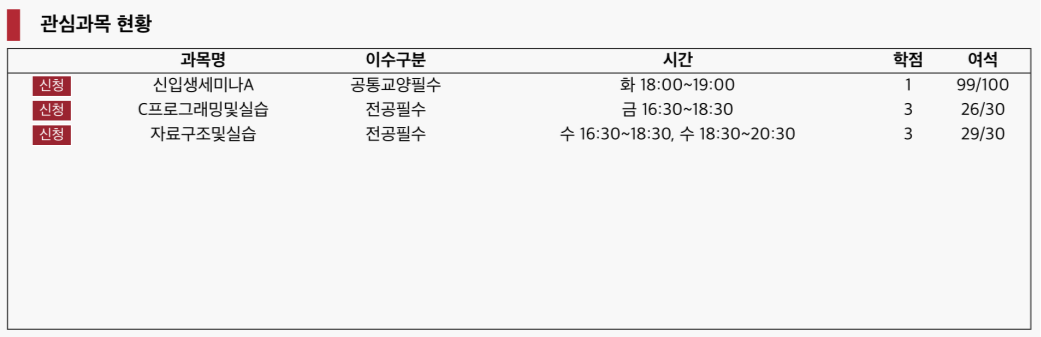 관심과목 현황
과목명 이수구분 시간 학점 여석
신청 신입생세미나A 공통교양필수 화 18:00~19:00 1 99/100
신청 C프로그래밍및실습 전공필수 금 16:30~18:30 3 26/30
신청 자료구조및실습 전공필수 수 16:30~18:30, 수 18:30~20:30 3 29/30